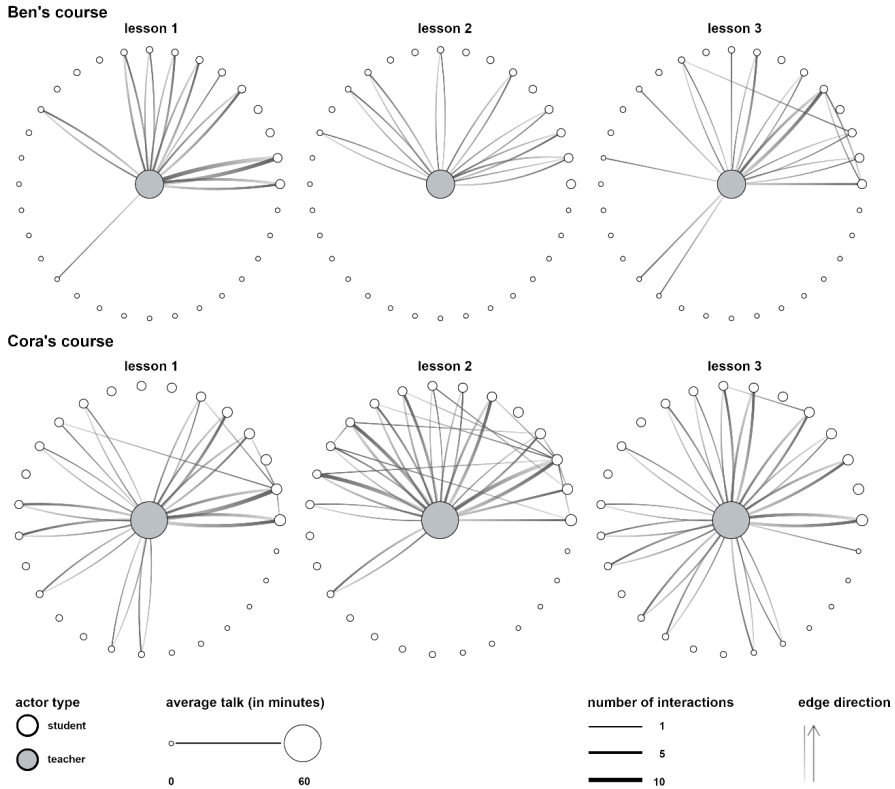 Ben's course
lesson 1
lesson 2
lesson 3
Cora's course
lesson 1
lesson 2
lesson 3
actor type
student
teacher
average talk (in minutes)
0
60
number of interactions
1
5
10
edge direction